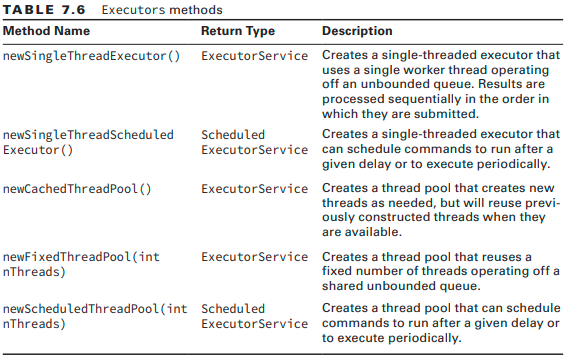 TABLE 7.6 Executors methods
Method Name Return Type Description
newSingleThreadExecutor() ExecutorService Creates a single-threaded executor that
uses a single worker thread operating
off an unbounded queue. Results are
processed sequentially in the order in
which they are submitted.
newSingleThreadScheduled Scheduled Creates a single-threaded executor that
Executor() ExecutorService can schedule commands to run after a
given delay or to execute periodically.
newCachedThreadPool() ExecutorService Creates a thread pool that creates new
threads as needed, but will reuse previ-
ously constructed threads when they
are available.
newFixedThreadPool(int ExecutorService Creates a thread pool that reuses a
nThreads) fixed number of threads operating off a
shared unbounded queue.
newScheduledThreadPool(int Scheduled Creates a thread pool that can schedule
nThreads) ExecutorService commands to run after a given delay or
to execute periodically.